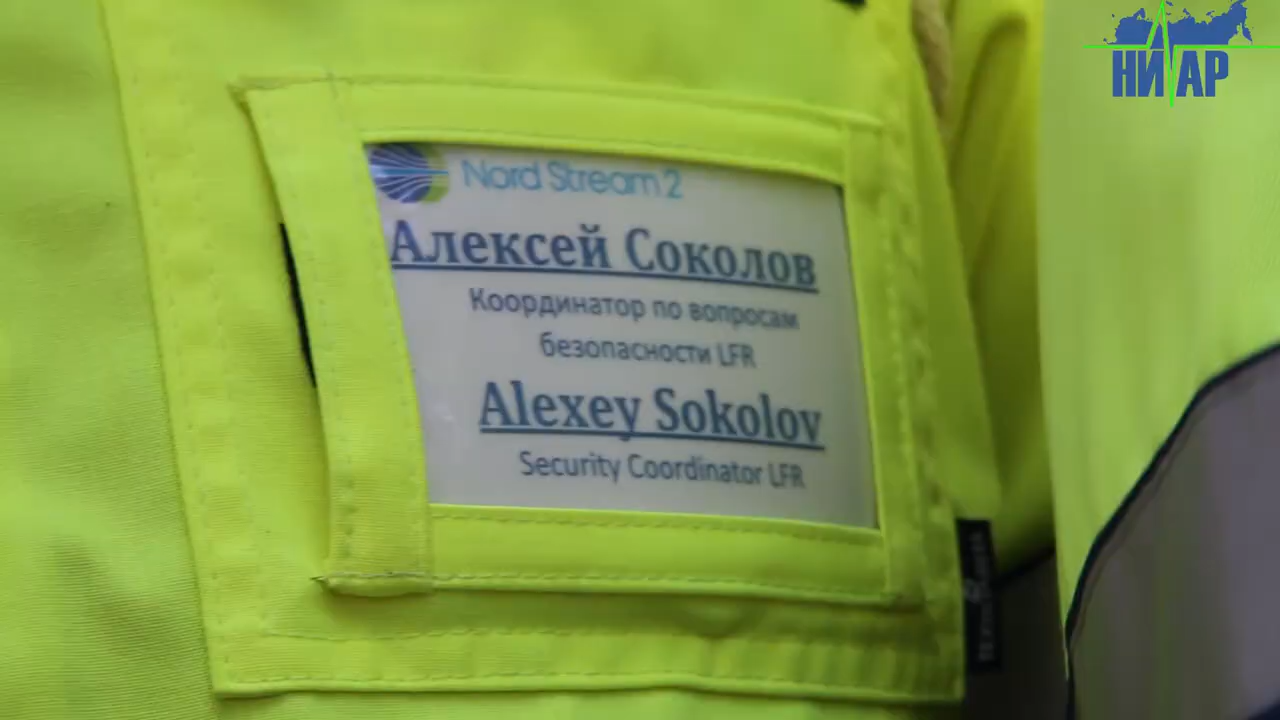 НИАР
Nord Stream 2
Алексей Соколов
Координатор по вопросам
безопасности LFR
Alexey Sokolov
Security Coordinator LFR